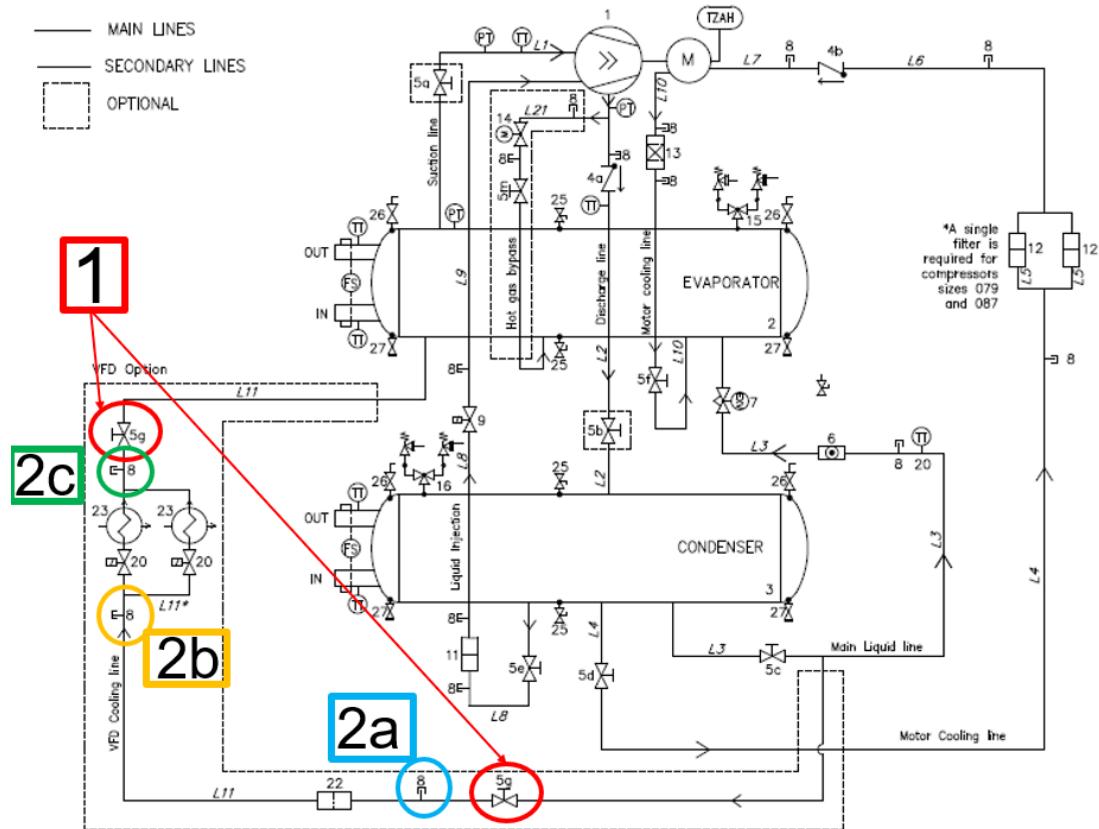 MAIN LINES
SECONDARY LINES
OPTIONAL
PT
TT
L1
1
TZAH
M
L7
8
4b
L6
8
5a
Suction line
L9
14
M
L21
8
8
5m
Hot gas bypass
PT
8
4a
TT
Discharge line
L2
L10
8
13
8
Motor cooling line
15
26
TT
PT
25
26
OUT
FS
IN
TT
EVAPORATOR
2
27
25
27
*A single
filter is
required for
compressors
sizes 079
and 087
12
12
L5
L5
8
1
VFD Option
L11
8
9
L8
5f
L10
7
L3
6
8
TT
20
5g
2c
8
5b
L2
16
26
TT
25
26
23
23
OUT
FS
IN
TT
Liquid Injection
CONDENSER
3
L3
L4
20
20
L11*
8
2b
27
25
27
8
11
8
5e
L8
L4
5d
L3
5c
Main Liquid line
VFD Cooling line
2a
Motor Cooling line
L11
22
8
5g